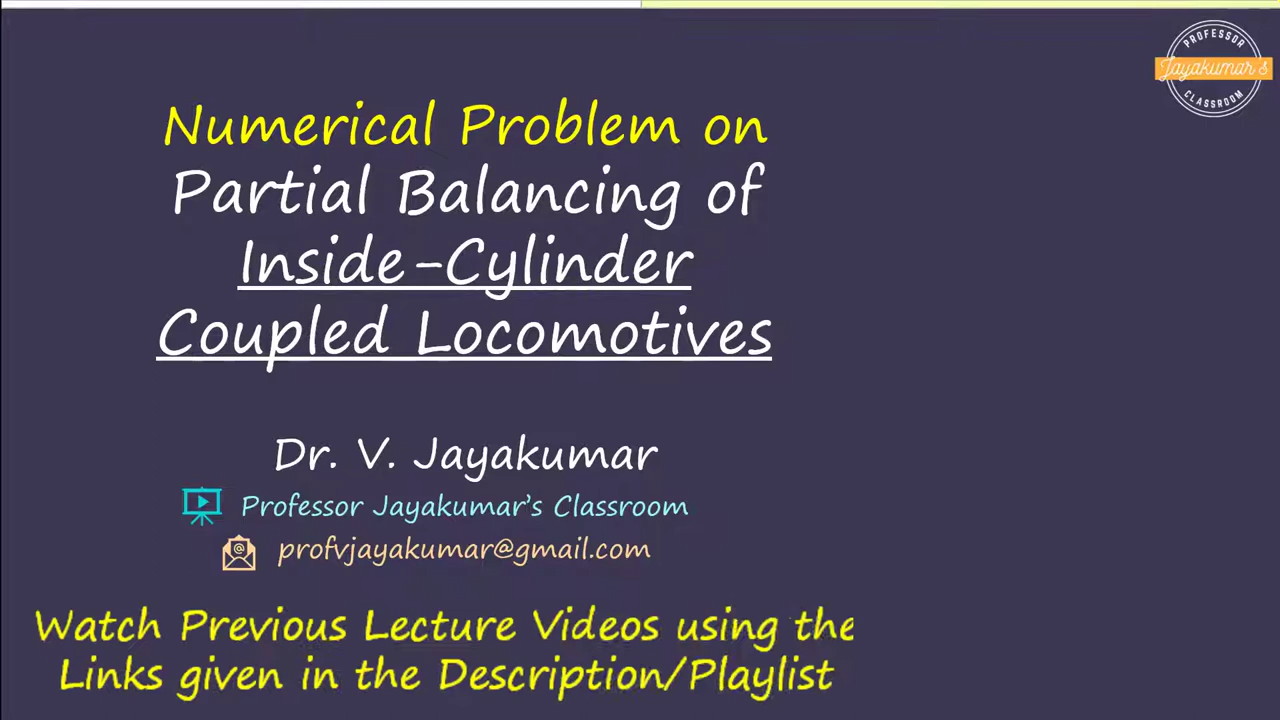 PROFESSOR
Jayakumar's
CLASSROOM
Numerical Problem on
Partial Balancing of
Inside-Cylinder
Coupled Locomotives
Dr. V. Jayakumar
Professor Jayakumar's Classroom
profvjayakumar@gmail.com
Watch Previous Lecture Videos using the
Links given in the Description/Playlist